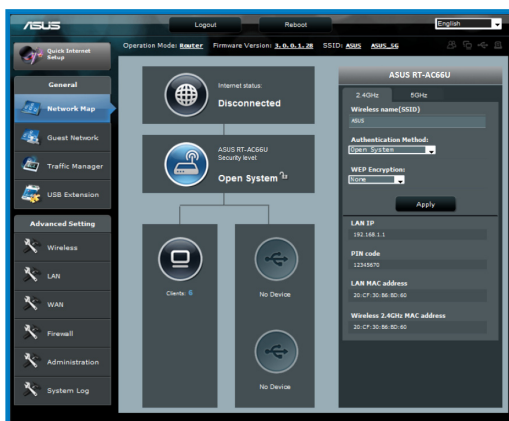 ASUS
Logout
Reboot
English
Quick Internet
Setup
Operation Mode: Router Firmware Version: 3.0.0.1.28 SSID: ASUS ASUS_5G
General
Network Map
Guest Network
Traffic Manager
USB Extension
Advanced Setting
Wireless
LAN
WAN
Firewall
Administration
System Log
Internet status:
Disconnected
ASUS RT-AC66U
Security level:
Open System
Clients: 6
No Device
No Device
ASUS RT-AC66U
2.4GHz 5GHz
Wireless name(SSID)
ASUS
Authentication Method:
Open System
WEP Encryption:
None
Apply
LAN IP
192.168.1.1
PIN code
12345670
LAN MAC address
20:CF:30:B6:BD:60
Wireless 2.4GHz MAC address
20:CF:30:B6:BD:60